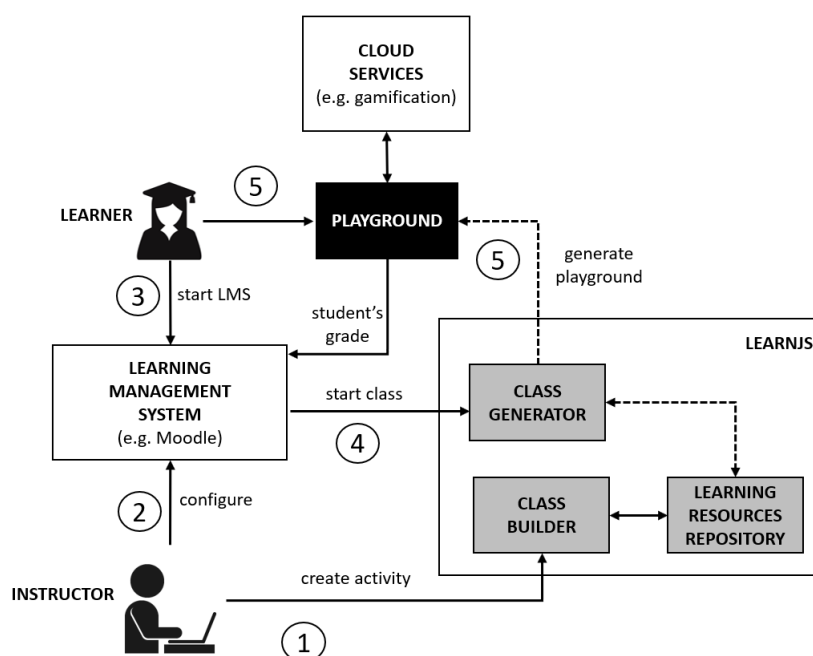 CLOUD
SERVICES
(e.g. gamification)
LEARNER
5
PLAYGROUND
5
generate
playground
3
start LMS
student's
grade
LEARNJS
LEARNING
MANAGEMENT
SYSTEM
(e.g. Moodle)
start class
4
CLASS
GENERATOR
2
configure
CLASS
BUILDER
LEARNING
RESOURCES
REPOSITORY
INSTRUCTOR
create activity
1